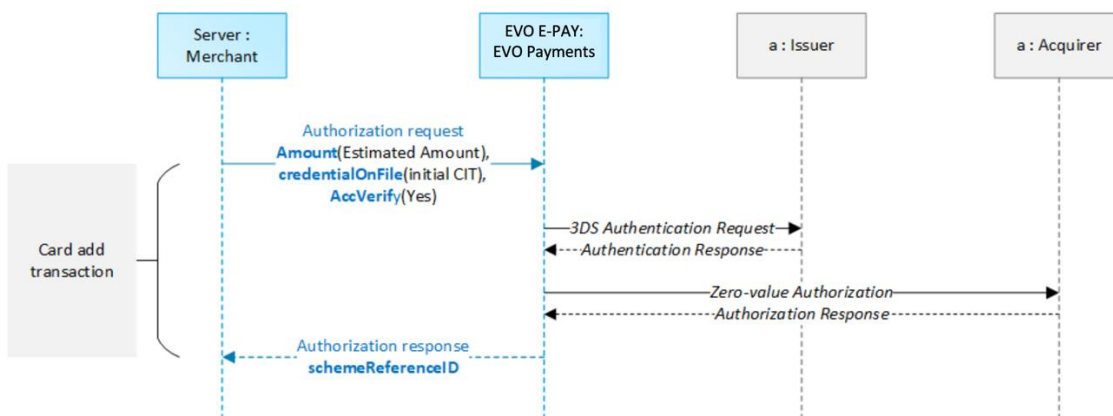 Server :
Merchant
EVO E-PAY:
EVO Payments
a : Issuer
a : Acquirer
Authorization request
Amount(Estimated Amount),
credentialOnFile(initial CIT),
AccVerify(Yes)
3DS Authentication Request
Authentication Response
Card add
transaction
Zero-value Authorization
Authorization Response
Authorization response
schemeReferenceID